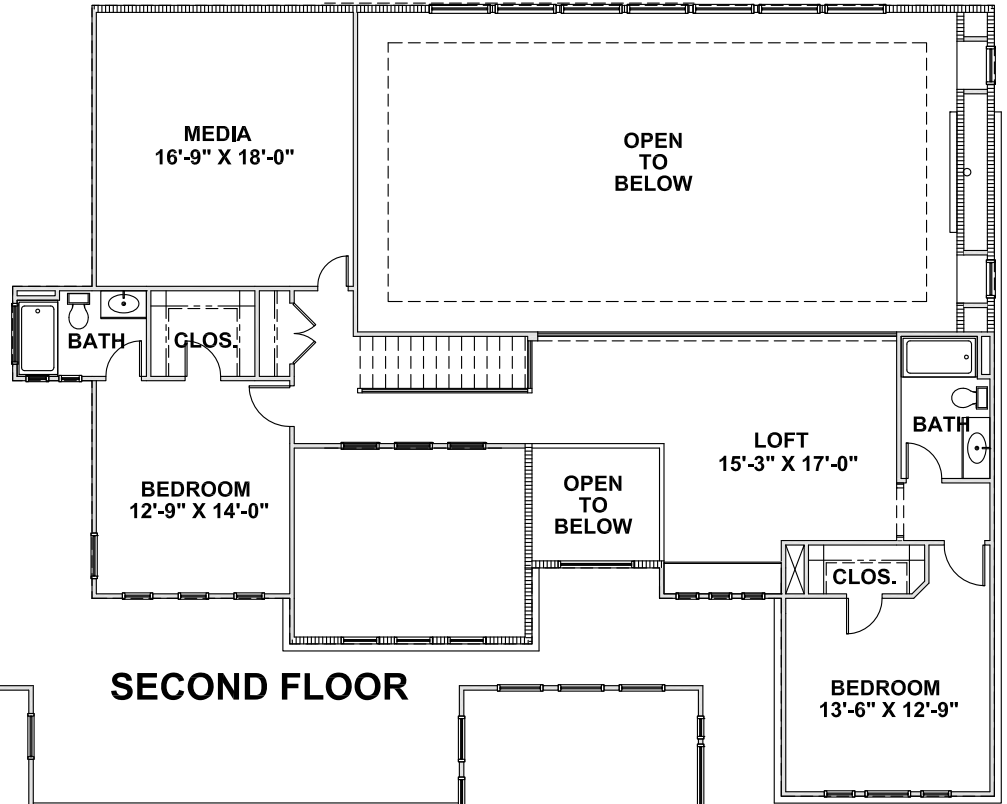 MEDIA
16'-9" X 18'-0"
OPEN
TO
BELOW
BATH
CLOS.
BATH
LOFT
15'-3" X 17'-0"
BEDROOM
12'-9" X 14'-0"
OPEN
TO
BELOW
CLOS.
SECOND FLOOR
BEDROOM
13'-6" X 12'-9"